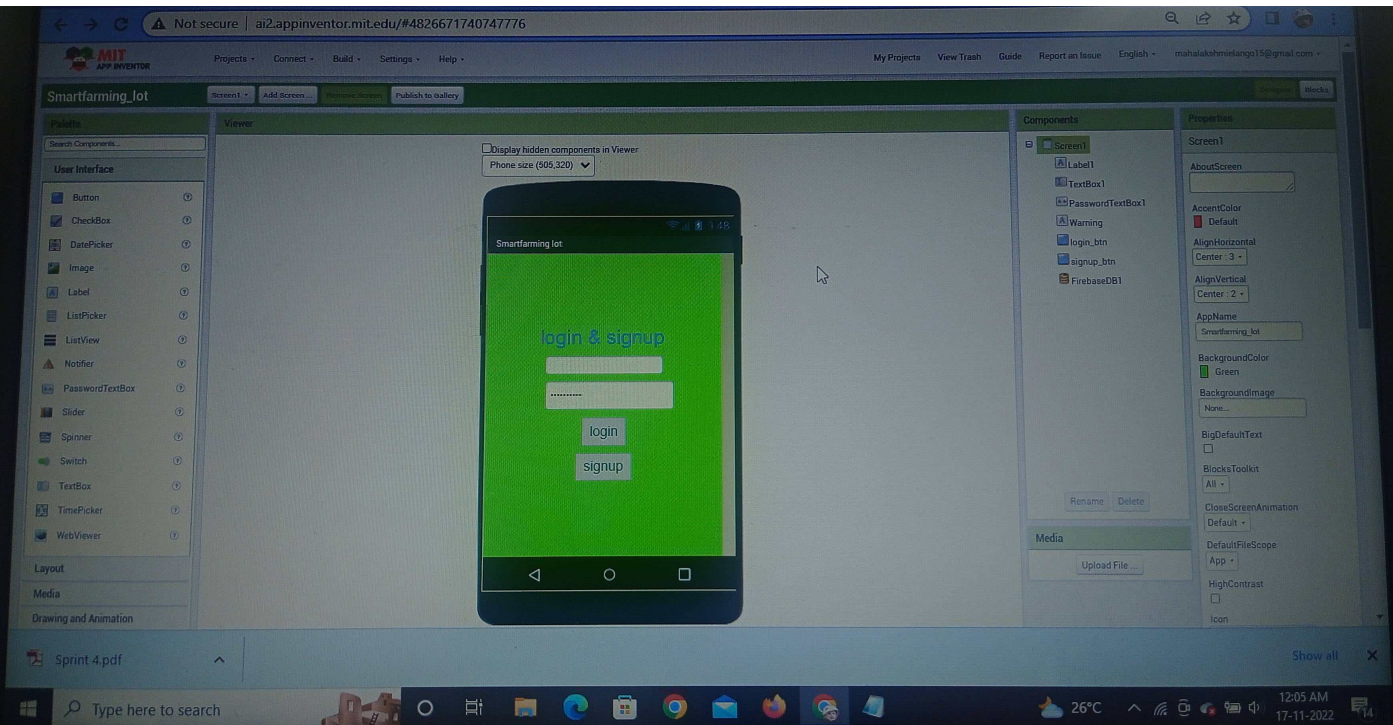 Not secure | ai2.appinventor.mit.edu/#4826671740747776
MIT
APP INVENTOR
Projects Connect Build Settings Help
My Projects View Trash Guide Report an Issue English mahalakshmielango15@gmail.com
Smartfarming_Iot
Screen1 Add Screen... Remove Screen Publish to Gallery
Designer Blocks
Palette
Search Components...
User Interface
Button
CheckBox
DatePicker
Image
Label
ListPicker
ListView
Notifier
PasswordTextBox
Slider
Spinner
Switch
TextBox
TimePicker
WebViewer
Layout
Media
Drawing and Animation
Viewer
Display hidden components in Viewer
Phone size (505,320)
Smartfarming Iot
login & signup
login
signup
Components
Screen1
Label1
TextBox1
PasswordTextBox1
Warning
login_btn
signup_btn
FirebaseDB1
Rename Delete
Media
Upload File ...
Properties
Screen1
AboutScreen
AccentColor
Default
AlignHorizontal
Center : 3
AlignVertical
Center : 2
AppName
Smartfarming_Iot
BackgroundColor
Green
BackgroundImage
None...
BigDefaultText
BlocksToolkit
All
CloseScreenAnimation
Default
DefaultFileScope
App
HighContrast
Icon
Sprint 4.pdf
Show all
Type here to search
26°C
12:05 AM
17-11-2022
14